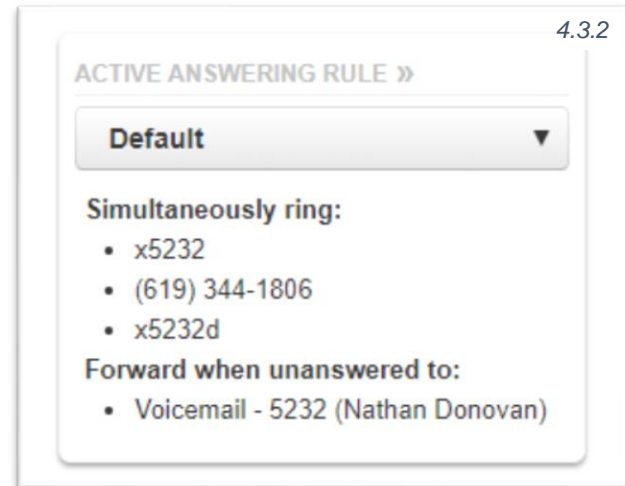 4.3.2
ACTIVE ANSWERING RULE »
Default ▼
Simultaneously ring:
• x5232
• (619) 344-1806
• x5232d
Forward when unanswered to:
• Voicemail - 5232 (Nathan Donovan)